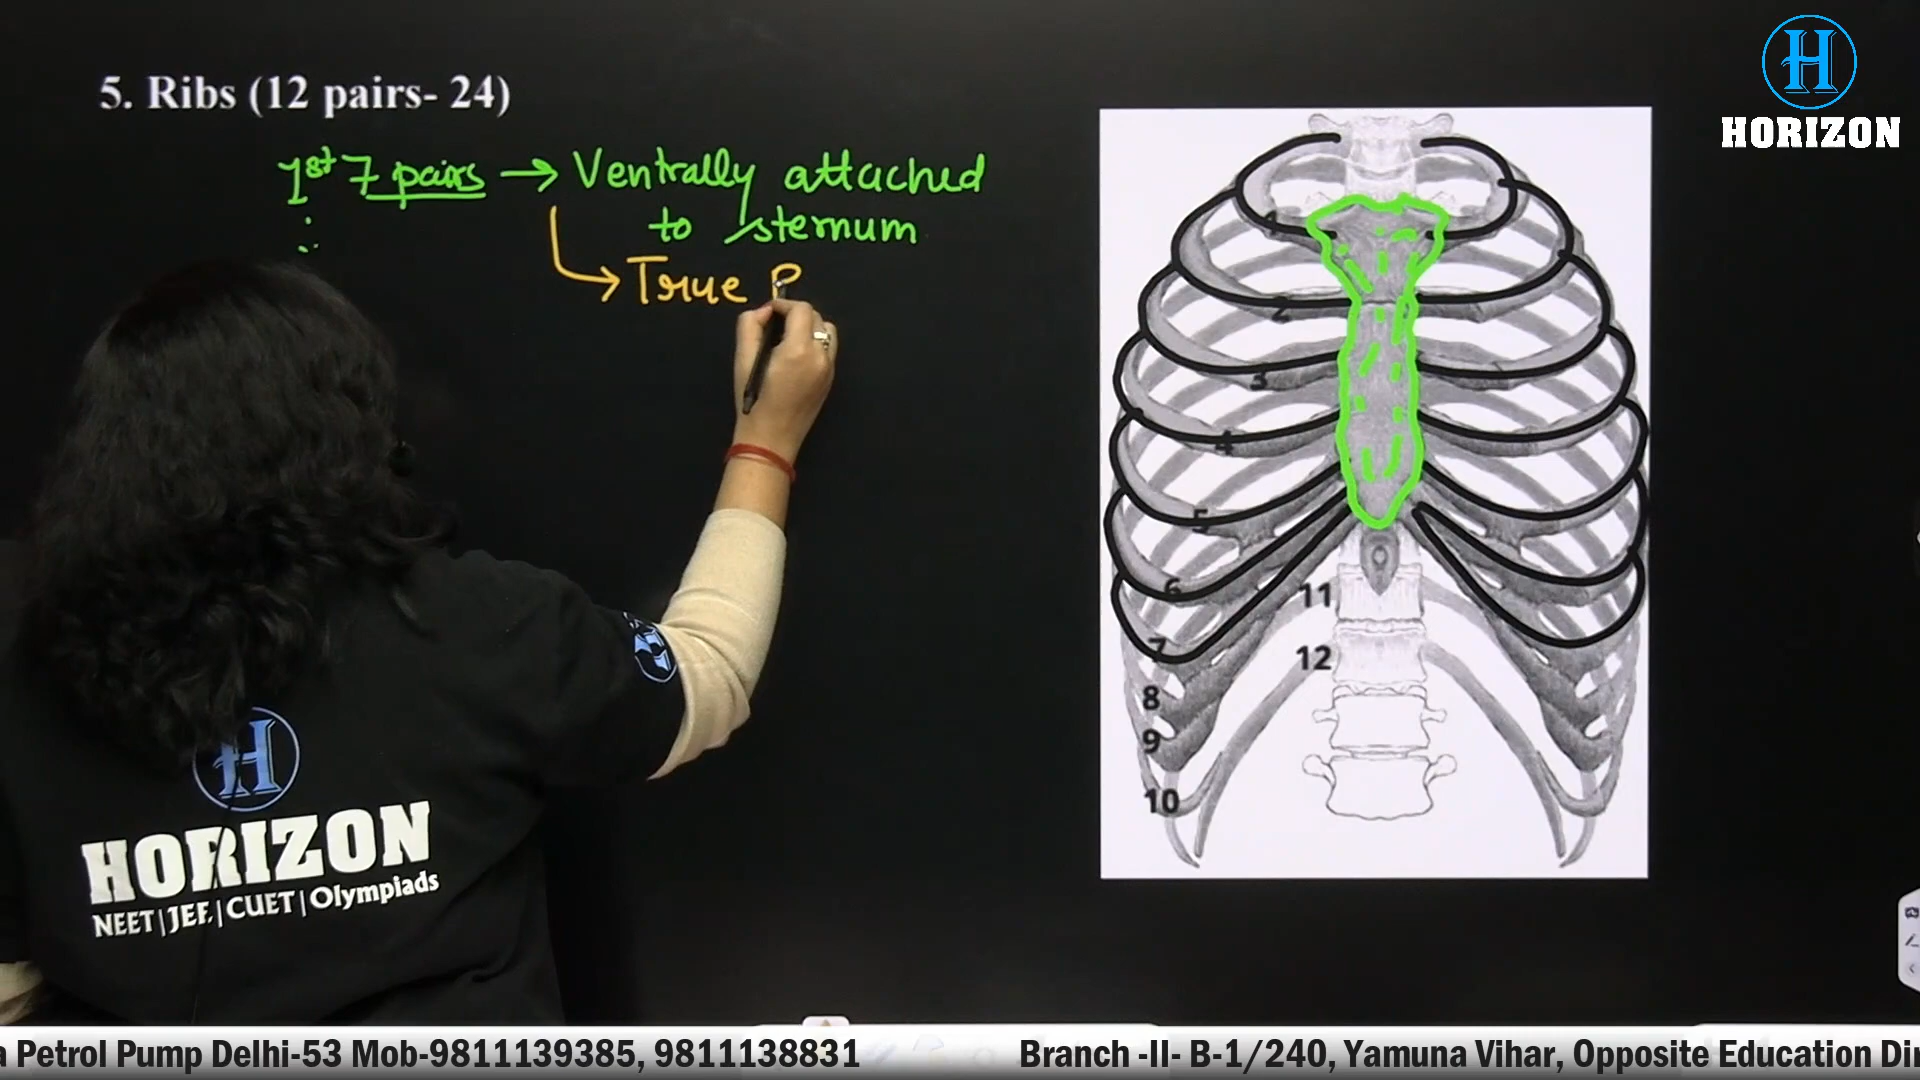 5. Ribs (12 pairs- 24)
1st 7 pairs → Ventrally attached
to sternum
True
H
HORIZON
1
2
3
4
5
6
7
8
9
10
11
12
H
HORIZON
NEET | JEE | CUET | Olympiads
a Petrol Pump Delhi-53 Mob-9811139385, 9811138831
Branch -II- B-1/240, Yamuna Vihar, Opposite Education